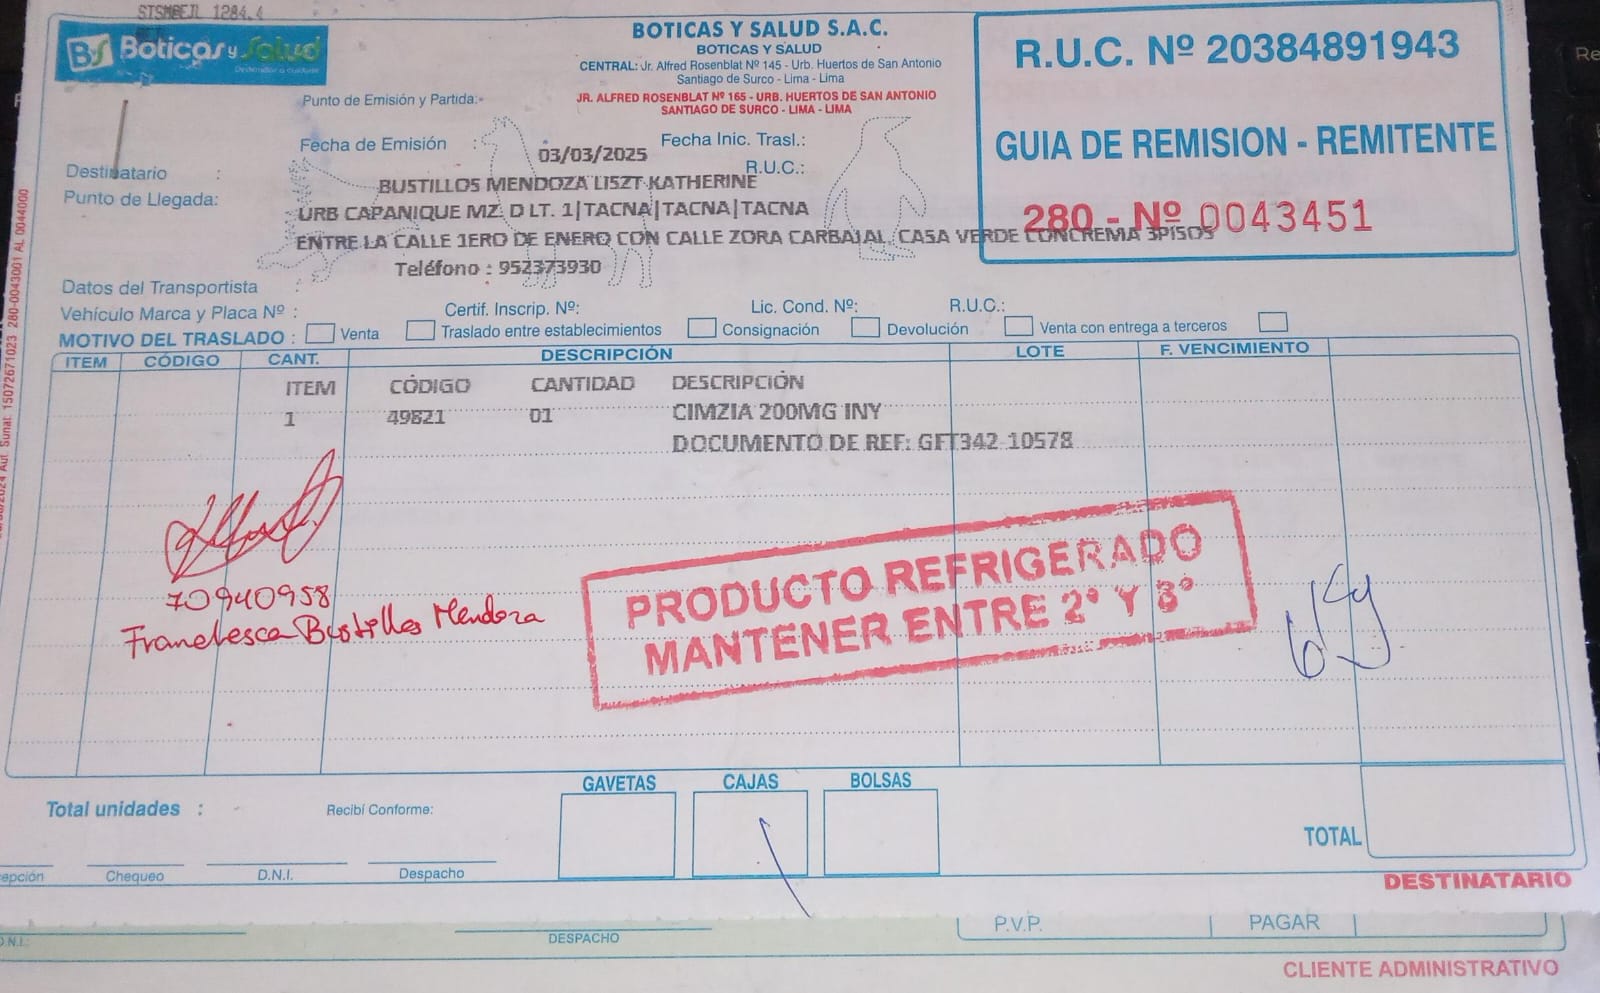 STSMBEJL 1284.4
BS Boticas y Salud
BOTICAS Y SALUD S.A.C.
BOTICAS Y SALUD
CENTRAL: Jr. Alfred Rosenblat Nº 145 - Urb. Huertos de San Antonio
Santiago de Surco - Lima - Lima
JR. ALFRED ROSENBLAT Nº 165 - URB. HUERTOS DE SAN ANTONIO
SANTIAGO DE SURCO - LIMA - LIMA
R.U.C. Nº 20384891943
GUIA DE REMISION - REMITENTE
280 - Nº 0043451
Punto de Emisión y Partida:-
Fecha de Emisión : 03/03/2025 Fecha Inic. Trasl.:
R.U.C.:
Destinatario : BUSTILLOS MENDOZA LISZT KATHERINE
Punto de Llegada: URB CAPANIQUE MZ. D LT. 1|TACNA|TACNA|TACNA
ENTRE LA CALLE 1ERO DE ENERO CON CALLE ZORA CARBAJAL, CASA VERDE CONCREMA 3PISOS
Teléfono : 952373930
Datos del Transportista :
Vehículo Marca y Placa Nº : Certif. Inscrip. Nº: Lic. Cond. Nº: R.U.C.:
MOTIVO DEL TRASLADO : Venta Traslado entre establecimientos Consignación Devolución Venta con entrega a terceros
ITEM CÓDIGO CANT. DESCRIPCIÓN LOTE F. VENCIMIENTO
ITEM CÓDIGO CANTIDAD DESCRIPCIÓN
1 49821 01 CIMZIA 200MG INY
DOCUMENTO DE REF: GFT342-10578
70940958
Franchesca Bustillos Mendoza
PRODUCTO REFRIGERADO
MANTENER ENTRE 2° Y 8°
Sunat: 15072671023 280-0043001 AL 0044000
GAVETAS CAJAS BOLSAS
Total unidades : Recibí Conforme:
TOTAL
Chequeo D.N.I. Despacho
DESTINATARIO
D.N.I.: DESPACHO P.V.P. PAGAR
CLIENTE ADMINISTRATIVO